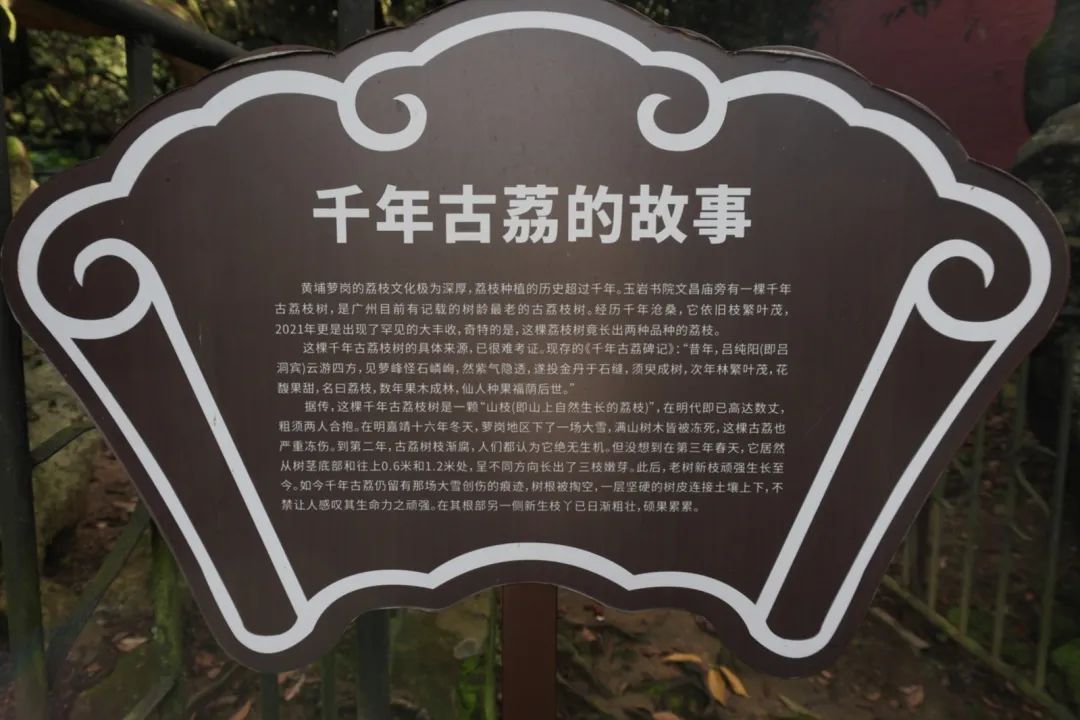 千年古荔的故事
黄埔萝岗的荔枝文化极为深厚，荔枝种植的历史超过千年。玉岩书院文昌庙旁有一棵千年
古荔枝树，是广州目前有记载的树龄最老的古荔枝树。经历千年沧桑，它依旧枝繁叶茂，
2021年更是出现了罕见的大丰收，奇特的是，这棵荔枝树竟长出两种品种的荔枝。
这棵千年古荔枝树的具体来源，已很难考证。现存的《千年古荔碑记》：“昔年，吕纯阳(即吕
洞宾)云游四方，见萝峰怪石嶙峋，然紫气隐透，遂投金丹于石缝，须臾成树，次年林繁叶茂，花
馥果甜，名曰荔枝，数年果木成林，仙人种果福荫后世。”
据传，这棵千年古荔枝树是一颗“山枝(即山上自然生长的荔枝)”，在明代即已高达数丈，
粗须两人合抱。在明嘉靖十六年冬天，萝岗地区下了一场大雪，满山树木皆被冻死，这棵古荔也
严重冻伤。到第二年，古荔树枝渐腐，人们都认为它绝无生机。但没想到在第三年春天，它居然
从树茎底部和往上0.6米和1.2米处，呈不同方向长出了三枝嫩芽。此后，老树新枝顽强生长至
今。如今千年古荔仍留有那场大雪创伤的痕迹，树根被掏空，一层坚硬的树皮连接土壤上下，不
禁让人感叹其生命力之顽强。在其根部另一侧新生枝丫已日渐粗壮，硕果累累。